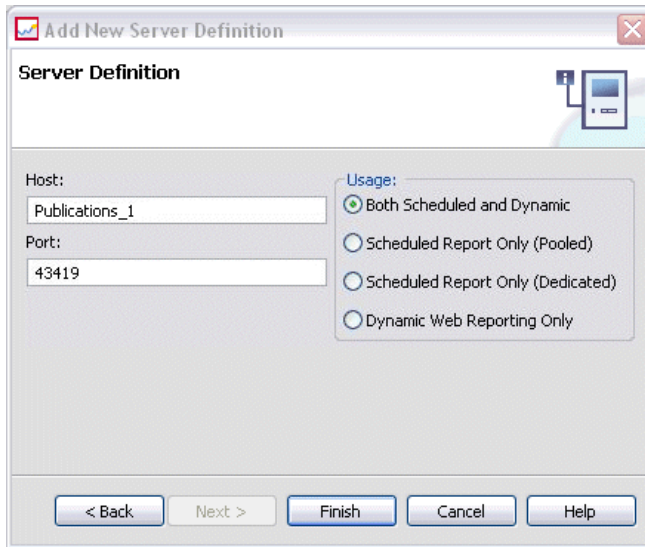 Add New Server Definition
Server Definition
Host:
Publications_1
Port:
43419
Usage:
Both Scheduled and Dynamic
Scheduled Report Only (Pooled)
Scheduled Report Only (Dedicated)
Dynamic Web Reporting Only
< Back
Next >
Finish
Cancel
Help